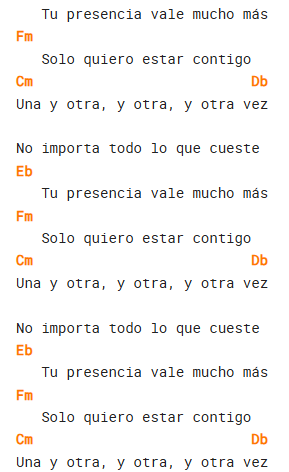 Tu presencia vale mucho más
Fm
Solo quiero estar contigo
Cm Db
Una y otra, y otra, y otra vez
No importa todo lo que cueste
Eb
Tu presencia vale mucho más
Fm
Solo quiero estar contigo
Cm Db
Una y otra, y otra, y otra vez
No importa todo lo que cueste
Eb
Tu presencia vale mucho más
Fm
Solo quiero estar contigo
Cm Db
Una y otra, y otra, y otra vez